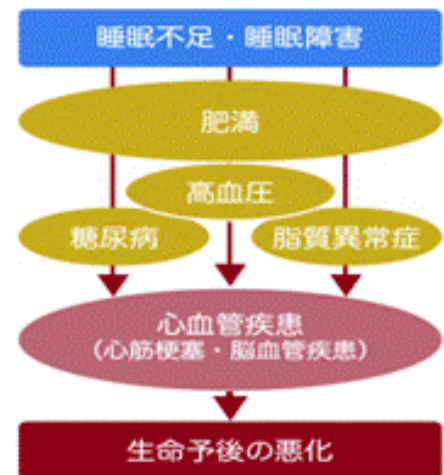 睡眠不足・睡眠障害
肥満
高血圧
糖尿病
脂質異常症
心血管疾患
(心筋梗塞・脳血管疾患)
生命予後の悪化